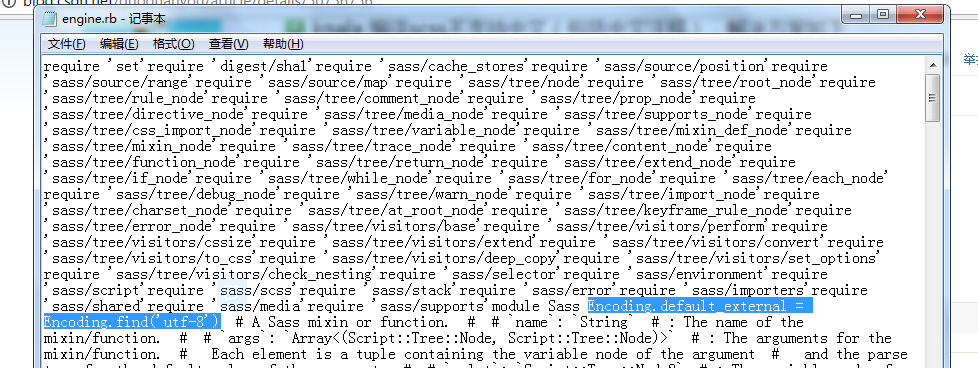 engine.rb - 记事本
文件(F) 编辑(E) 格式(O) 查看(V) 帮助(H)
require 'set'require 'digest/sha1'require 'sass/cache_stores'require 'sass/source/position'require
'sass/source/range'require 'sass/source/map'require 'sass/tree/node'require 'sass/tree/root_node'require
'sass/tree/rule_node'require 'sass/tree/comment_node'require 'sass/tree/prop_node'require
'sass/tree/directive_node'require 'sass/tree/media_node'require 'sass/tree/supports_node'require
'sass/tree/css_import_node'require 'sass/tree/variable_node'require 'sass/tree/mixin_def_node'require
'sass/tree/mixin_node'require 'sass/tree/trace_node'require 'sass/tree/content_node'require
'sass/tree/function_node'require 'sass/tree/return_node'require 'sass/tree/extend_node'require
'sass/tree/if_node'require 'sass/tree/while_node'require 'sass/tree/for_node'require 'sass/tree/each_node'
require 'sass/tree/debug_node'require 'sass/tree/warn_node'require 'sass/tree/import_node'require
'sass/tree/charset_node'require 'sass/tree/at_root_node'require 'sass/tree/keyframe_rule_node'require
'sass/tree/error_node'require 'sass/tree/visitors/base'require 'sass/tree/visitors/perform'require
'sass/tree/visitors/cssize'require 'sass/tree/visitors/extend'require 'sass/tree/visitors/convert'require
'sass/tree/visitors/to_css'require 'sass/tree/visitors/deep_copy'require 'sass/tree/visitors/set_options'
require 'sass/tree/visitors/check_nesting'require 'sass/selector'require 'sass/environment'require
'sass/script'require 'sass/scss'require 'sass/stack'require 'sass/error'require 'sass/importers'require
'sass/shared'require 'sass/media'require 'sass/supports'module Sass Encoding.default_external =
Encoding.find('utf-8') # A Sass mixin or function. # # `name`: `String` # : The name of the
mixin/function. # # `args`: `Array<(Script::Tree::Node, Script::Tree::Node)>` # : The arguments for the
mixin/function. # Each element is a tuple containing the variable node of the argument # and the parse